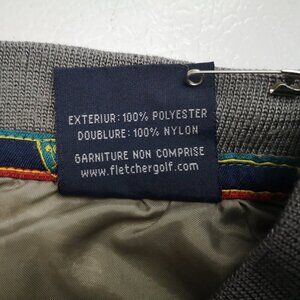 EXTERIUR: 100% POLYESTER
DOUBLURE: 100% NYLON
GARNITURE NON COMPRISE
www.fletchergolf.com